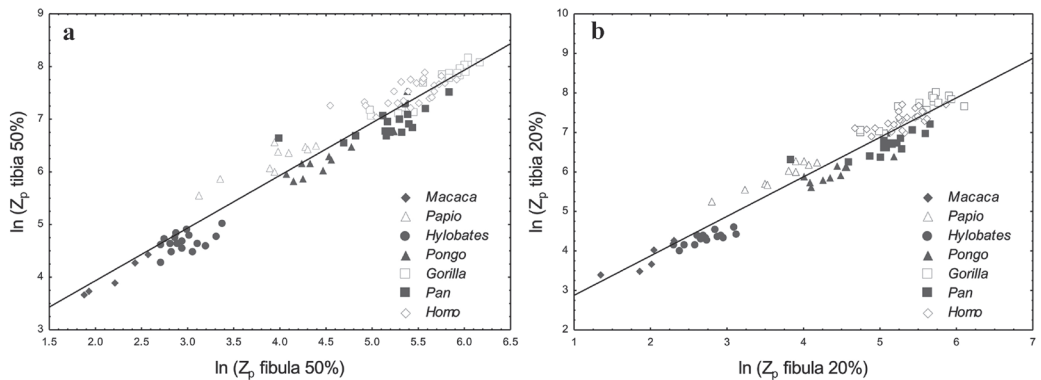 a
ln (Zp tibia 50%)
9
8
7
6
5
4
3
1.5 2.0 2.5 3.0 3.5 4.0 4.5 5.0 5.5 6.0 6.5
ln (Zp fibula 50%)
Macaca
Papio
Hylobates
Pongo
Gorilla
Pan
Homo
b
ln (Zp tibia 20%)
10
9
8
7
6
5
4
3
2
1 2 3 4 5 6 7
ln (Zp fibula 20%)
Macaca
Papio
Hylobates
Pongo
Gorilla
Pan
Homo